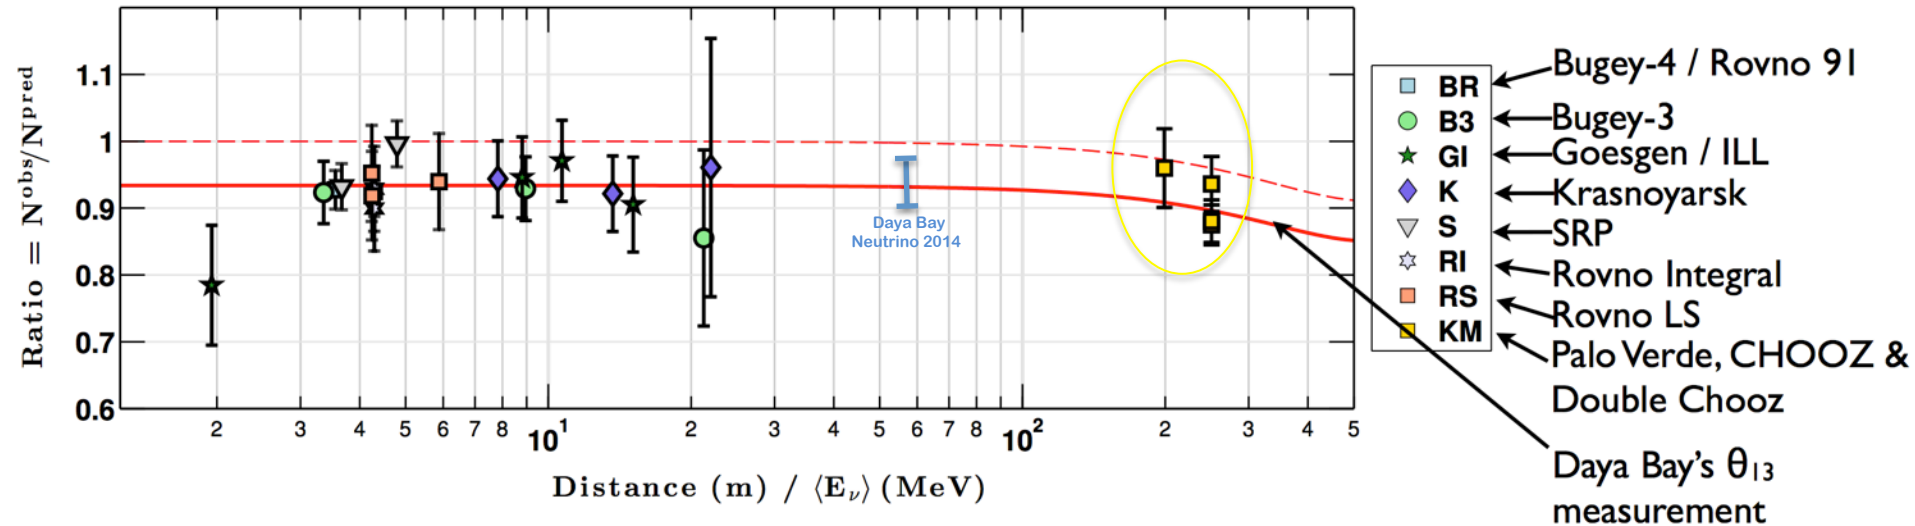 Ratio = N^obs/N^pred
1.1
1
0.9
0.8
0.7
0.6
2 3 4 5 6 7 8 10^1 2 3 4 5 6 7 8 10^2 2 3 4 5
Distance (m) / ⟨E_ν⟩ (MeV)
Daya Bay
Neutrino 2014
BR
B3
GI
K
S
RI
RS
KM
Bugey-4 / Rovno 91
Bugey-3
Goesgen / ILL
Krasnoyarsk
SRP
Rovno Integral
Rovno LS
Palo Verde, CHOOZ &
Double Chooz
Daya Bay's θ₁₃
measurement